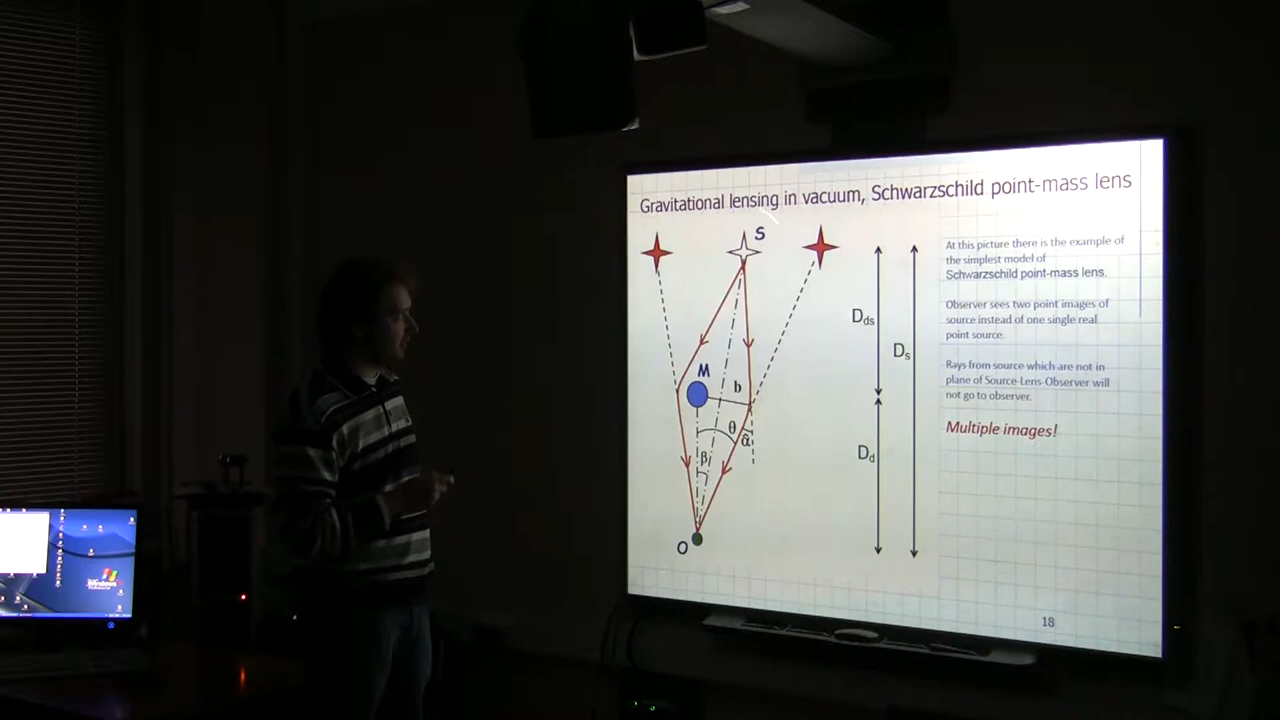 Gravitational lensing in vacuum, Schwarzschild point-mass lens
S
At this picture there is the example of
the simplest model of
Schwarzschild point-mass lens.
Observer sees two point images of
source instead of one single real
point source.
Rays from source which are not in
plane of Source-Lens-Observer will
not go to observer.
Multiple images!
Dds
Ds
M
b
θ
α̂
β
Dd
O
18
Windows